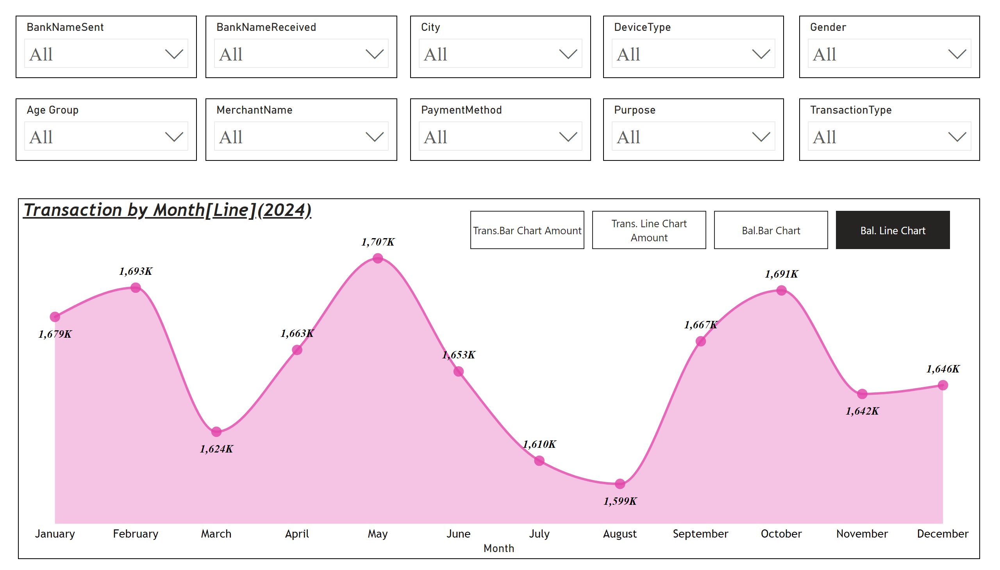 BankNameSent
All
BankNameReceived
All
City
All
DeviceType
All
Gender
All
Age Group
All
MerchantName
All
PaymentMethod
All
Purpose
All
TransactionType
All
Transaction by Month[Line](2024)
Trans.Bar Chart Amount
Trans. Line Chart
Amount
Bal.Bar Chart
Bal. Line Chart
1,679K
1,693K
1,624K
1,663K
1,707K
1,653K
1,610K
1,599K
1,667K
1,691K
1,642K
1,646K
January
February
March
April
May
June
July
August
September
October
November
December
Month